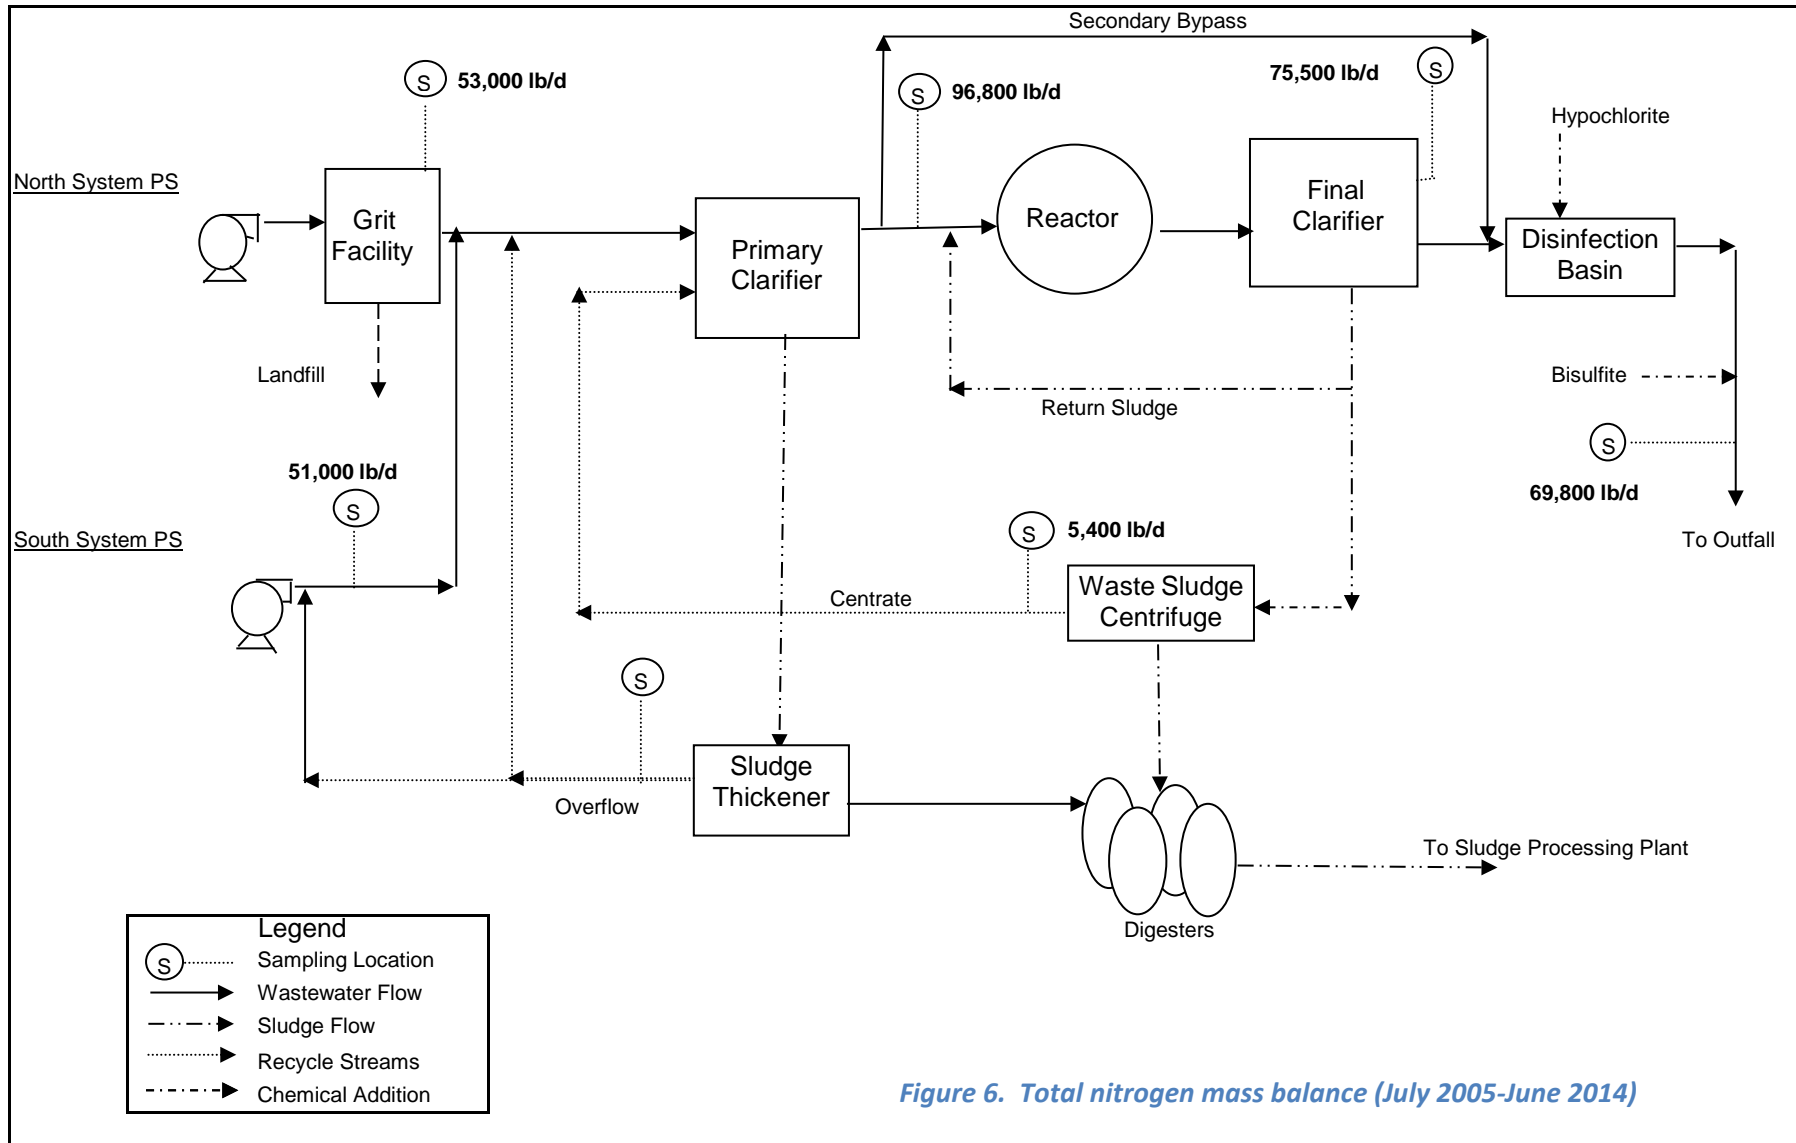 Secondary Bypass
S 53,000 lb/d
S 96,800 lb/d
75,500 lb/d S
Hypochlorite
North System PS
Grit
Facility
Primary
Clarifier
Reactor
Final
Clarifier
Disinfection
Basin
Landfill
Return Sludge
Bisulfite
S
69,800 lb/d
To Outfall
51,000 lb/d
S
South System PS
S 5,400 lb/d
Centrate
Waste Sludge
Centrifuge
S
Overflow
Sludge
Thickener
To Sludge Processing Plant
Digesters
Legend
S Sampling Location
Wastewater Flow
Sludge Flow
Recycle Streams
Chemical Addition
Figure 6. Total nitrogen mass balance (July 2005-June 2014)